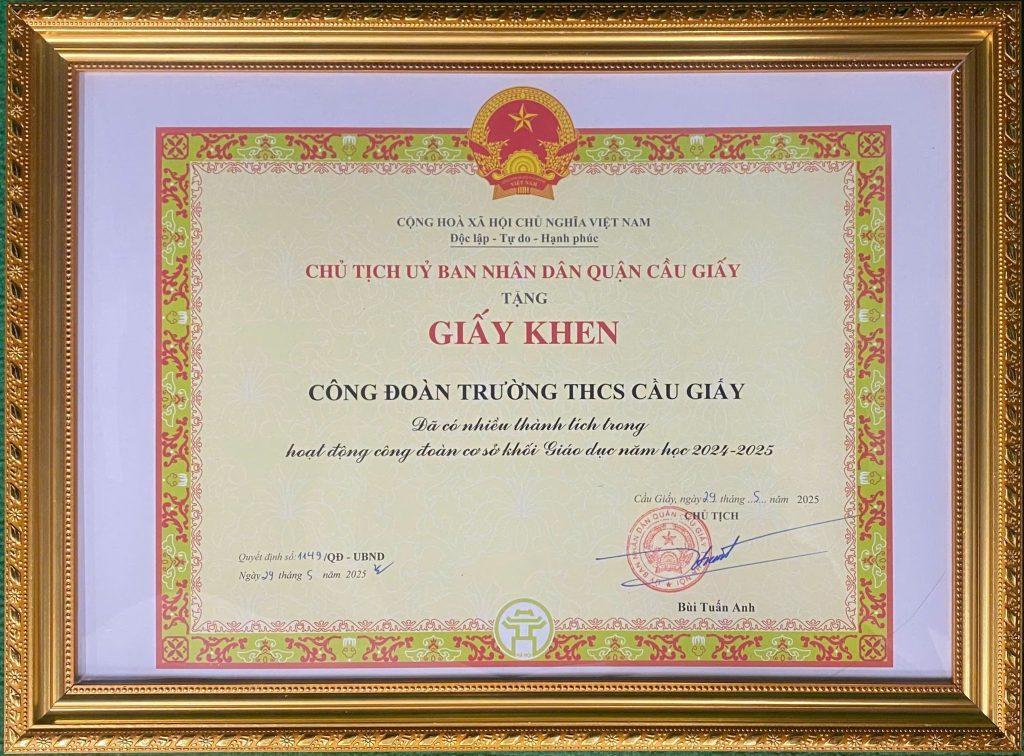 VIỆT NAM
CỘNG HOÀ XÃ HỘI CHỦ NGHĨA VIỆT NAM
Độc lập - Tự do - Hạnh phúc
CHỦ TỊCH UỶ BAN NHÂN DÂN QUẬN CẦU GIẤY
TẶNG
GIẤY KHEN
CÔNG ĐOÀN TRƯỜNG THCS CẦU GIẤY
Đã có nhiều thành tích trong
hoạt động công đoàn cơ sở khối Giáo dục năm học 2024-2025
Cầu Giấy, ngày 29 tháng 5 năm 2025
CHỦ TỊCH
Quyết định số: 1149/QĐ - UBND
Ngày 29 tháng 5 năm 2025
Bùi Tuấn Anh
HÀ NỘI